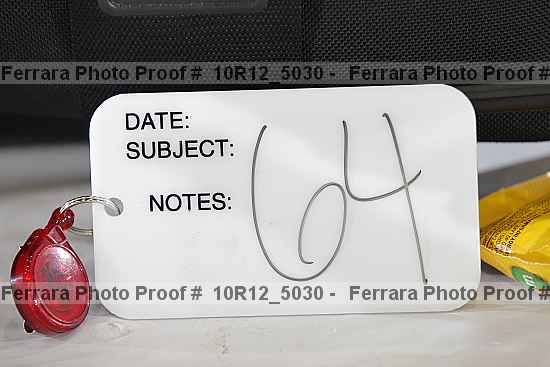 Ferrara Photo Proof # 10R12_5030 - Ferrara Photo Proof #
DATE:
SUBJECT:
NOTES:
64
Ferrara Photo Proof # 10R12_5030 - Ferrara Photo Proof #